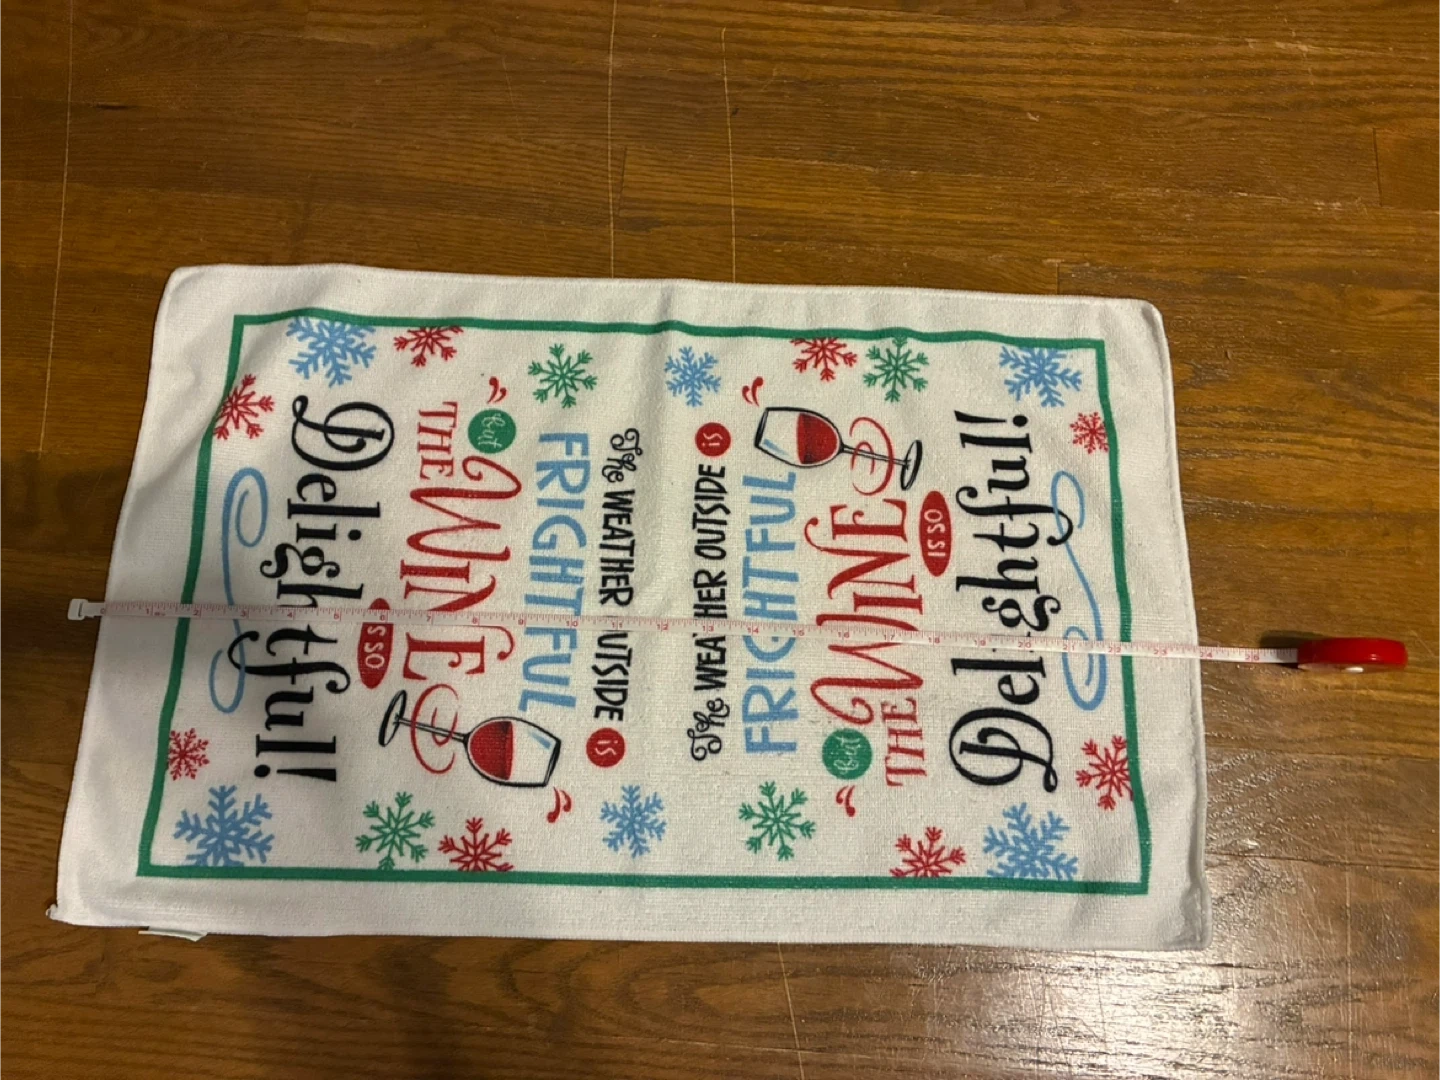 The WEATHER OUTSIDE is
FRIGHTFUL
But
THE WINE
IS SO
Delightful!
The WEATHER OUTSIDE is
FRIGHTFUL
But
THE WINE
IS SO
Delightful!